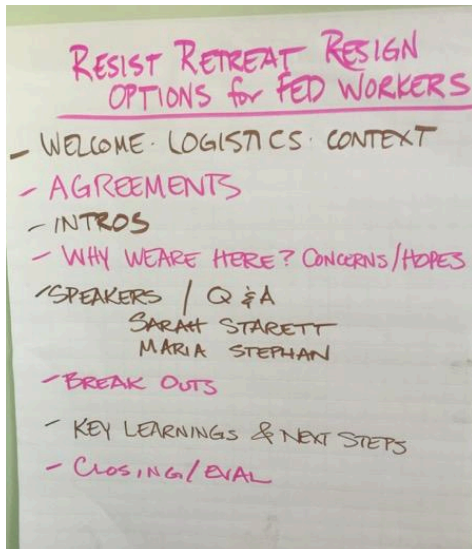 RESIST RETREAT RESIGN
OPTIONS for FED WORKERS
- WELCOME · LOGISTICS · CONTEXT
- AGREEMENTS
- INTROS
- WHY WE ARE HERE? CONCERNS/HOPES
- SPEAKERS / Q & A
SARAH STARETT
MARIA STEPHAN
- BREAK OUTS
- KEY LEARNINGS & NEXT STEPS
- CLOSING/EVAL